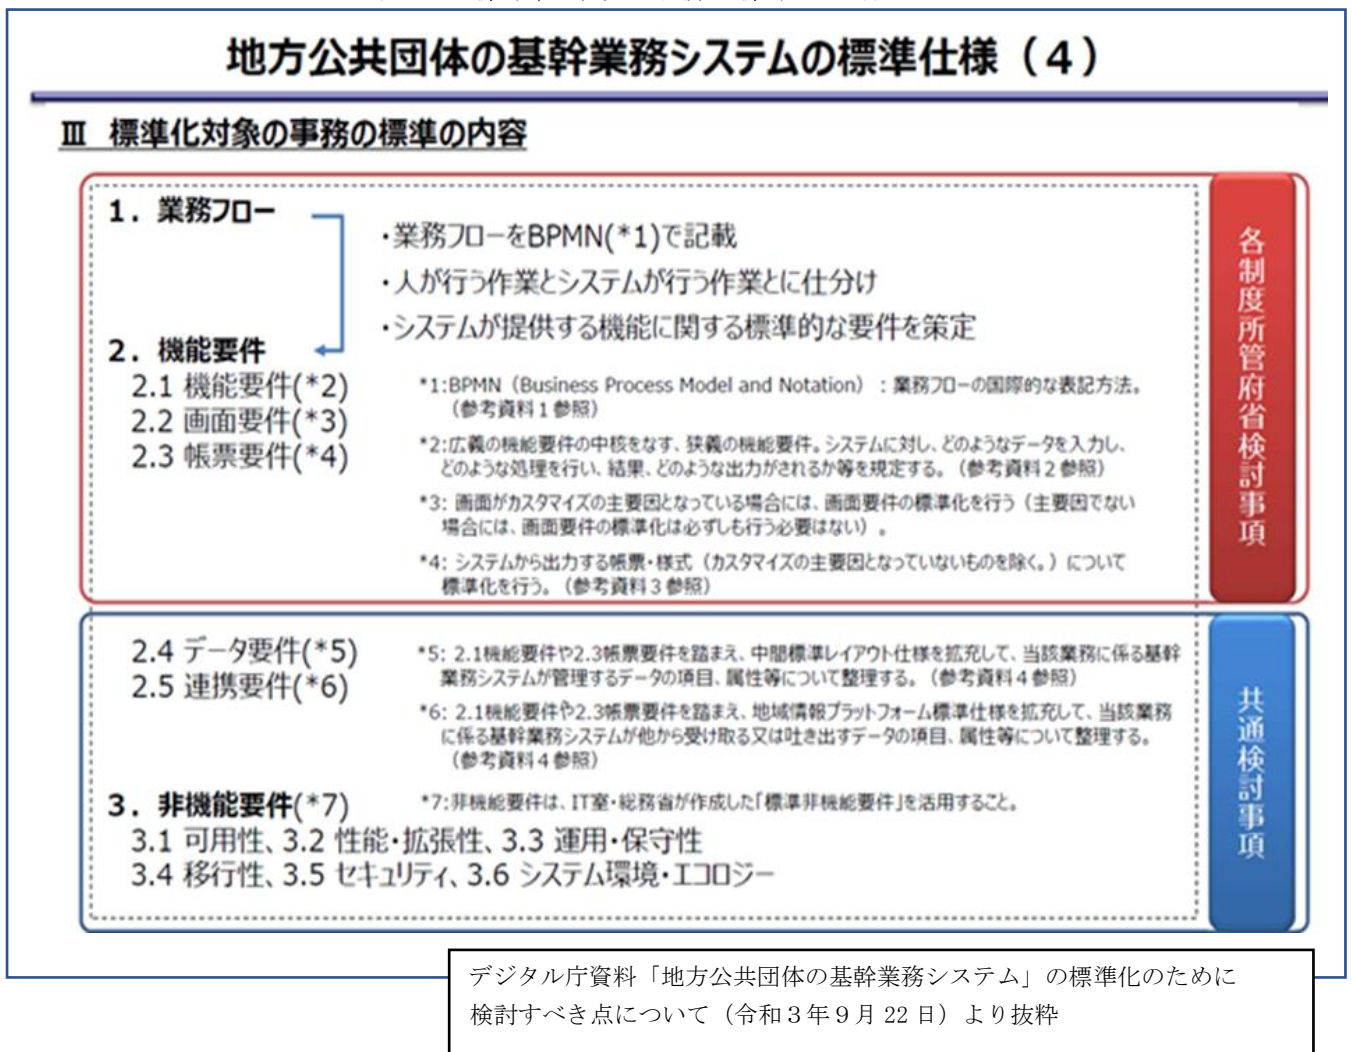 地方公共団体の基幹業務システムの標準仕様（４）
Ⅲ 標準化対象の事務の標準の内容
1．業務フロー
・業務フローをBPMN(*1)で記載
・人が行う作業とシステムが行う作業とに仕分け
・システムが提供する機能に関する標準的な要件を策定
2．機能要件
2.1 機能要件(*2)
2.2 画面要件(*3)
2.3 帳票要件(*4)
*1:BPMN（Business Process Model and Notation）：業務フローの国際的な表記方法。
（参考資料１参照）
*2:広義の機能要件の中核をなす、狭義の機能要件。システムに対し、どのようなデータを入力し、
どのような処理を行い、結果、どのような出力がされるか等を規定する。（参考資料２参照）
*3: 画面がカスタマイズの主要因となっている場合には、画面要件の標準化を行う（主要因でない
場合には、画面要件の標準化は必ずしも行う必要はない）。
*4: システムから出力する帳票・様式（カスタマイズの主要因となっていないものを除く。）について
標準化を行う。（参考資料３参照）
各制度所管府省検討事項
2.4 データ要件(*5)
2.5 連携要件(*6)
*5: 2.1機能要件や2.3帳票要件を踏まえ、中間標準レイアウト仕様を拡充して、当該業務に係る基幹
業務システムが管理するデータの項目、属性等について整理する。（参考資料４参照）
*6: 2.1機能要件や2.3帳票要件を踏まえ、地域情報プラットフォーム標準仕様を拡充して、当該業務
に係る基幹業務システムが他から受け取る又は吐き出すデータの項目、属性等について整理する。
（参考資料４参照）
3．非機能要件(*7)
*7:非機能要件は、IT室・総務省が作成した「標準非機能要件」を活用すること。
3.1 可用性、3.2 性能・拡張性、3.3 運用・保守性
3.4 移行性、3.5 セキュリティ、3.6 システム環境・エコロジー
共通検討事項
デジタル庁資料「地方公共団体の基幹業務システム」の標準化のために
検討すべき点について（令和３年９月 22 日）より抜粋